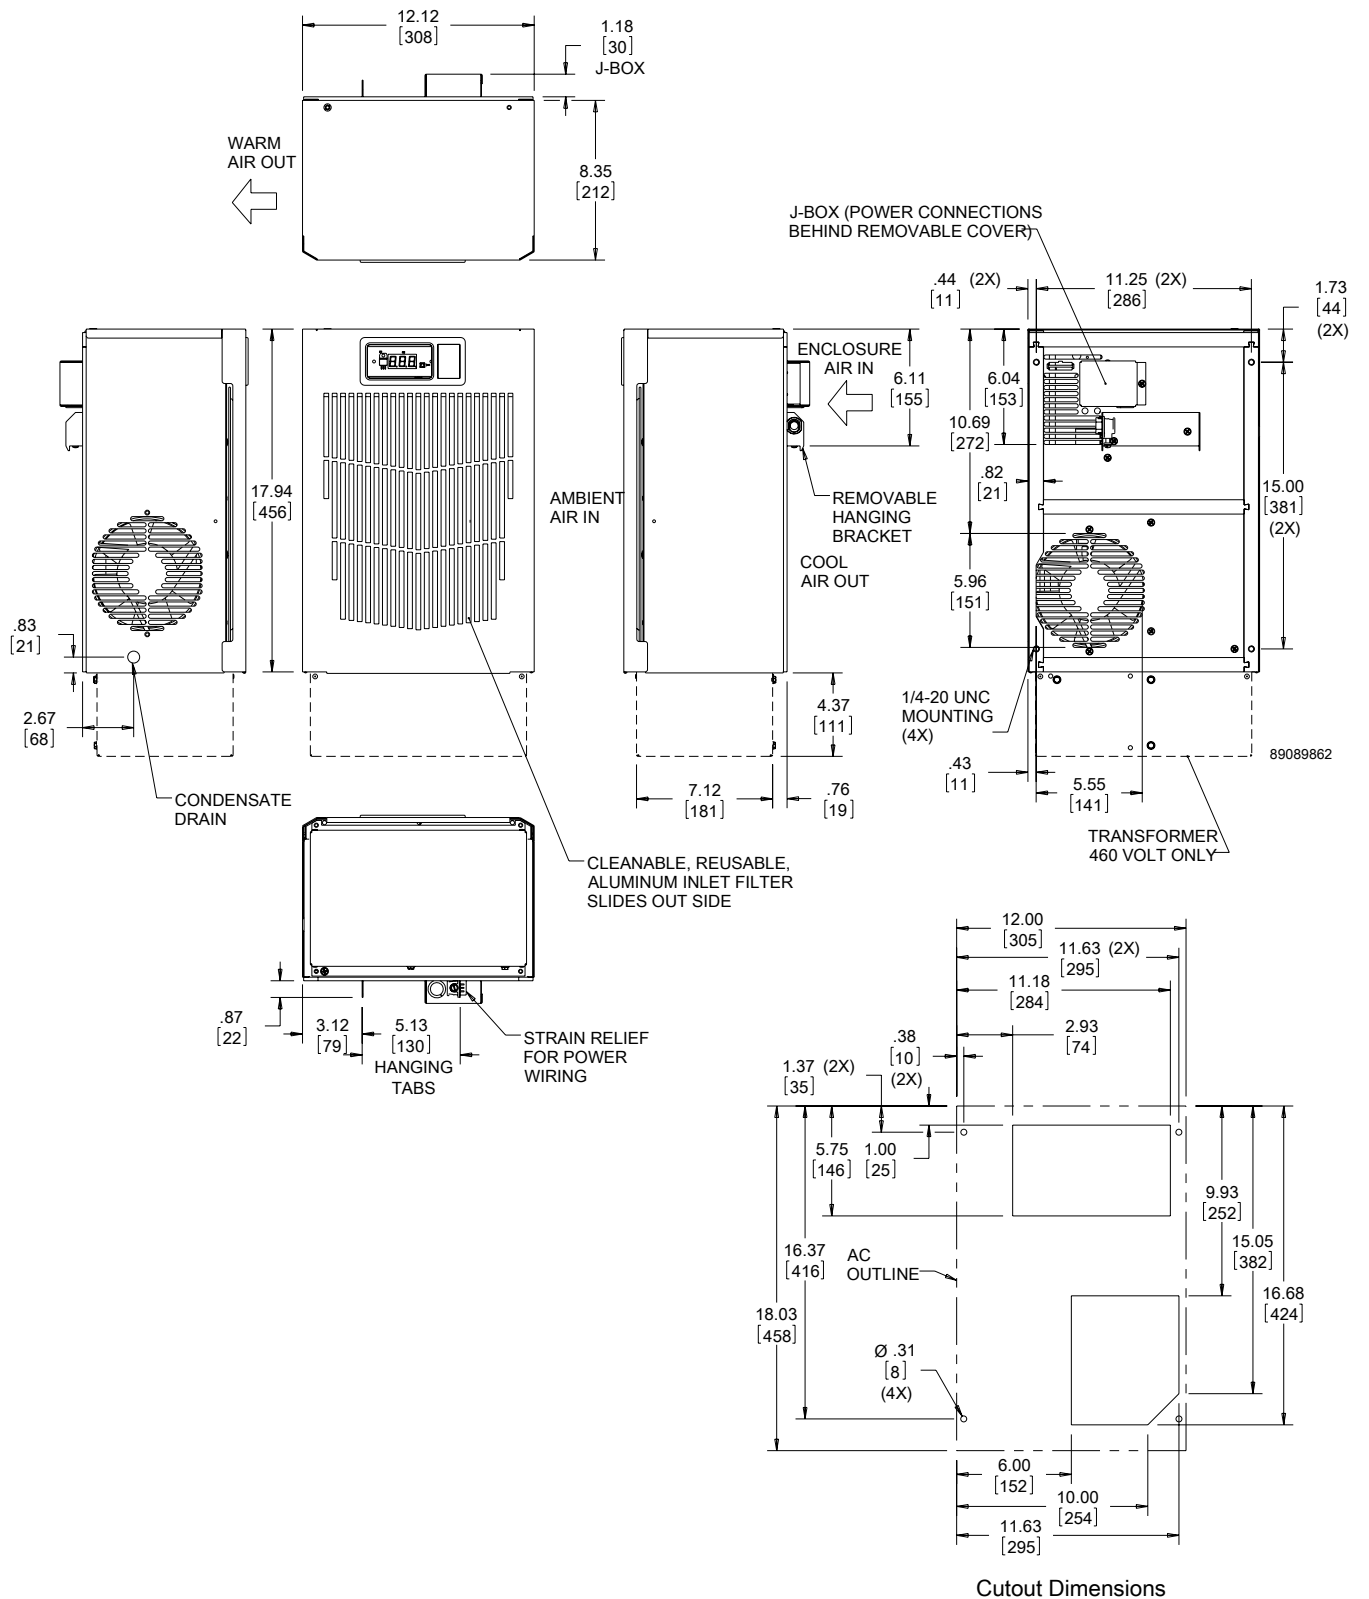 12.12
[308]
1.18
[30]
J-BOX
WARM
AIR OUT
8.35
[212]
J-BOX (POWER CONNECTIONS
BEHIND REMOVABLE COVER)
.44 (2X)
[11]
11.25 (2X)
[286]
1.73
[44]
(2X)
ENCLOSURE
AIR IN
6.11
[155]
6.04
[153]
10.69
[272]
.82
[21]
17.94
[456]
AMBIENT
AIR IN
REMOVABLE
HANGING
BRACKET
COOL
AIR OUT
15.00
[381]
(2X)
5.96
[151]
.83
[21]
2.67
[68]
4.37
[111]
1/4-20 UNC
MOUNTING
(4X)
89089862
.43
[11]
5.55
[141]
7.12
[181]
.76
[19]
CONDENSATE
DRAIN
TRANSFORMER
460 VOLT ONLY
CLEANABLE, REUSABLE,
ALUMINUM INLET FILTER
SLIDES OUT SIDE
.87
[22]
3.12
[79]
5.13
[130]
HANGING
TABS
STRAIN RELIEF
FOR POWER
WIRING
12.00
[305]
11.63 (2X)
[295]
11.18
[284]
2.93
[74]
.38
[10]
(2X)
1.37 (2X)
[35]
5.75
[146]
1.00
[25]
9.93
[252]
15.05
[382]
16.37
[416]
AC
OUTLINE
16.68
[424]
18.03
[458]
Ø .31
[8]
(4X)
6.00
[152]
10.00
[254]
11.63
[295]
Cutout Dimensions